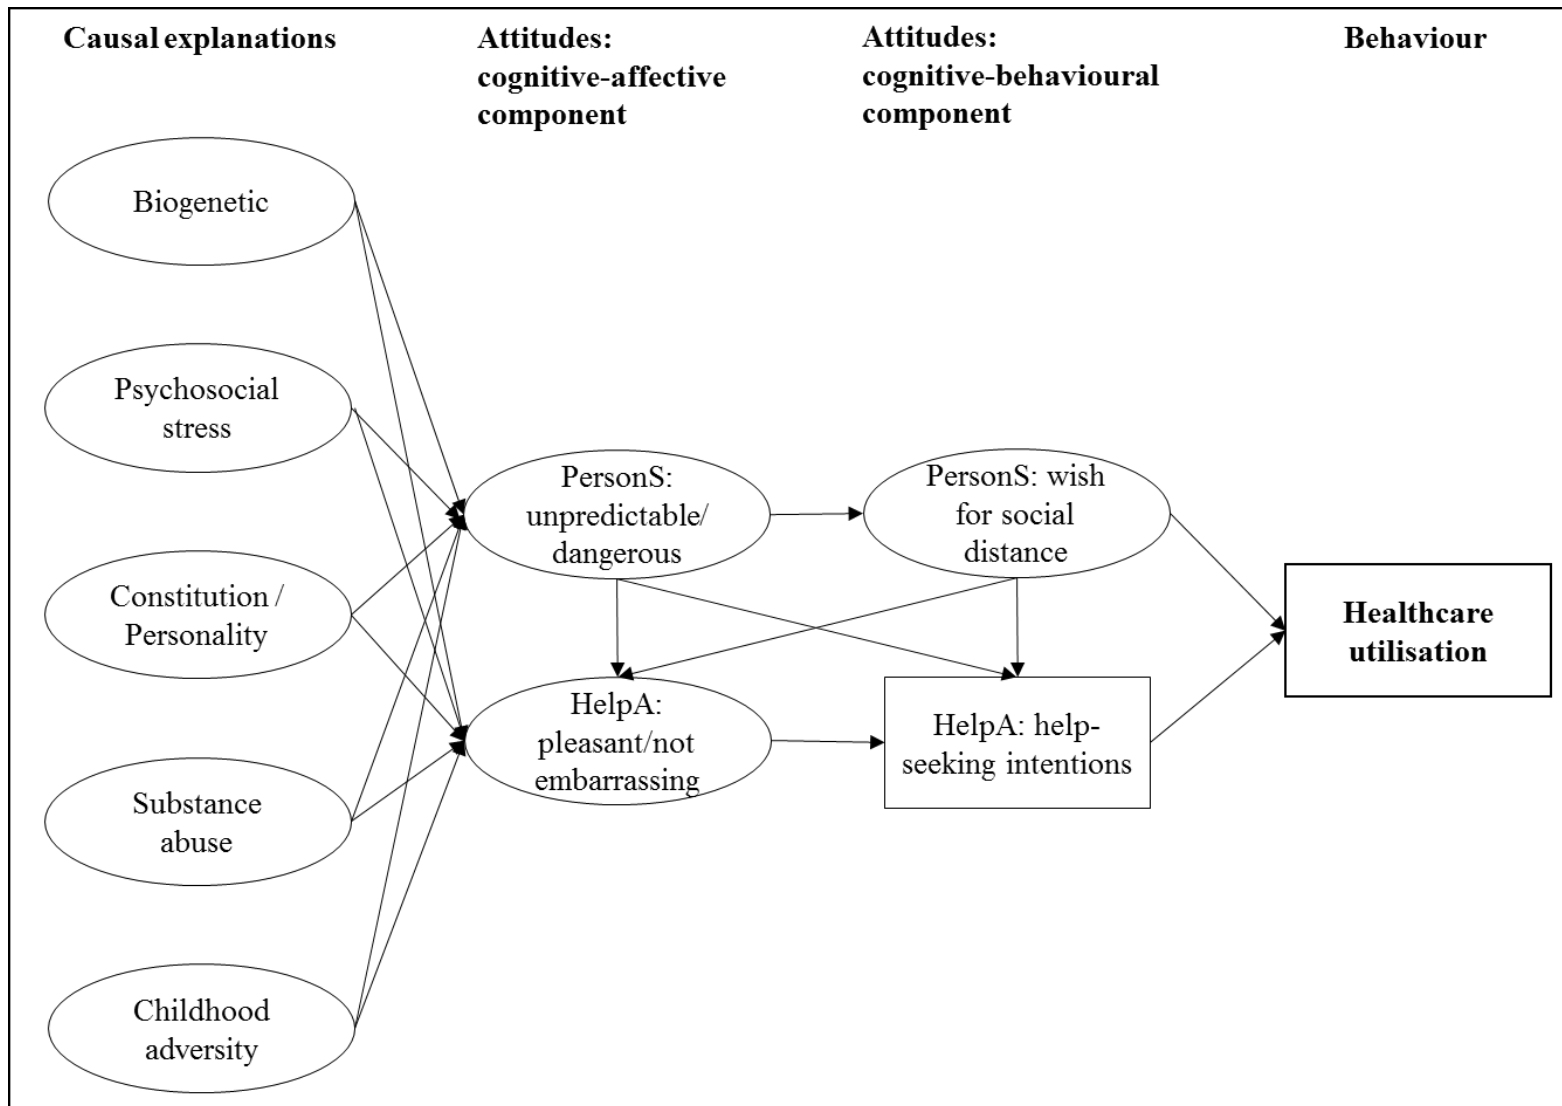 Causal explanations
Attitudes:
cognitive-affective
component
Attitudes:
cognitive-behavioural
component
Behaviour
Biogenetic
Psychosocial
stress
Constitution /
Personality
Substance
abuse
Childhood
adversity
PersonS:
unpredictable/
dangerous
HelpA:
pleasant/not
embarrassing
PersonS: wish
for social
distance
HelpA: help-
seeking intentions
Healthcare
utilisation